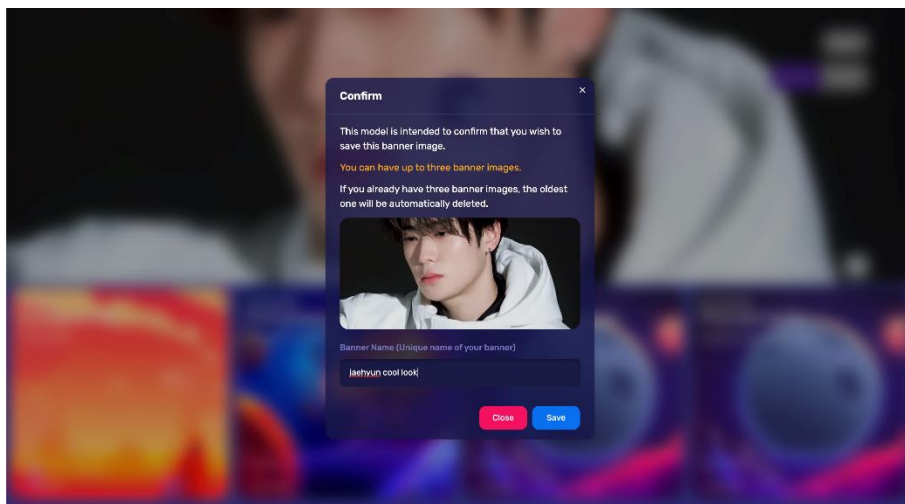 Confirm
×
This model is intended to confirm that you wish to
save this banner image.
You can have up to three banner images.
If you already have three banner images, the oldest
one will be automatically deleted.
Banner Name (Unique name of your banner)
jaehyun cool look
Close
Save